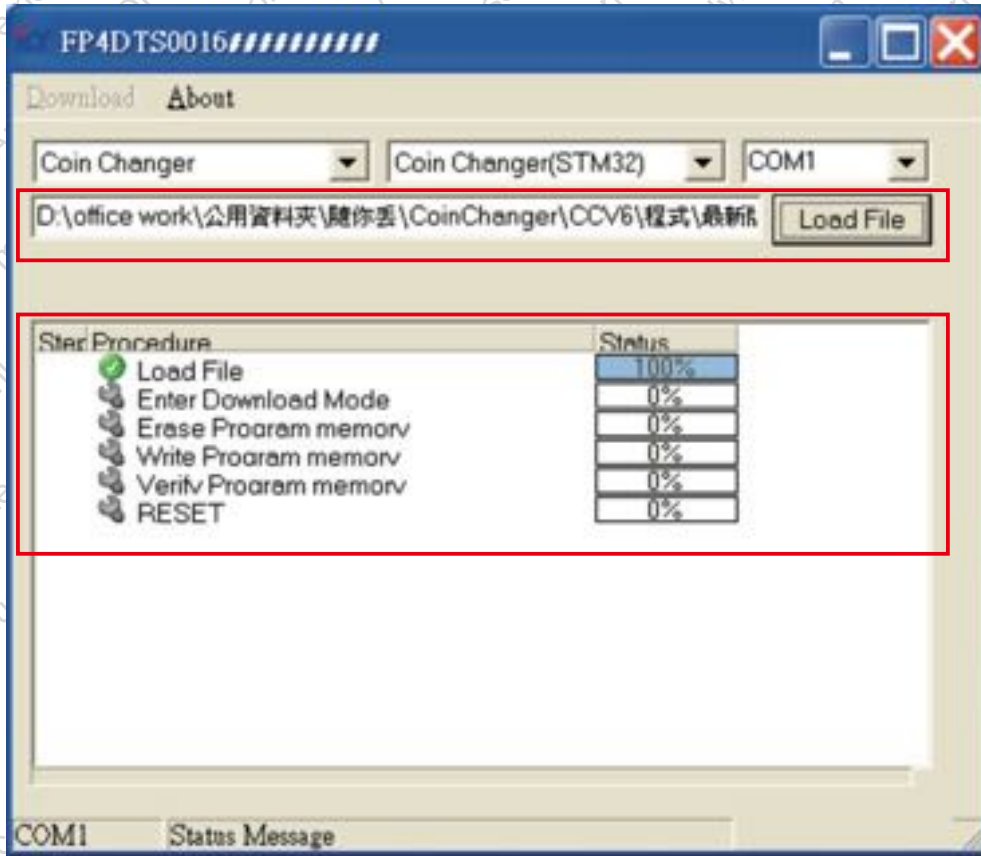 FP4DTS0016##########
Download About
Coin Changer Coin Changer(STM32) COM1
D:\office work\公用資料夾\隨你丟\CoinChanger\CCV6\程式\最新 Load File
Step Procedure Status
Load File 100%
Enter Download Mode 0%
Erase Program memory 0%
Write Program memory 0%
Verify Program memory 0%
RESET 0%
COM1 Status Message